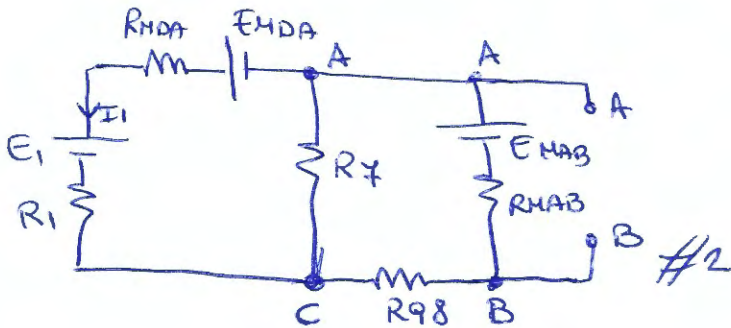 RMDA EMDA
A A
A
I1
E1 EMAB
R7
R1 RMAB
B #2
C R98 B